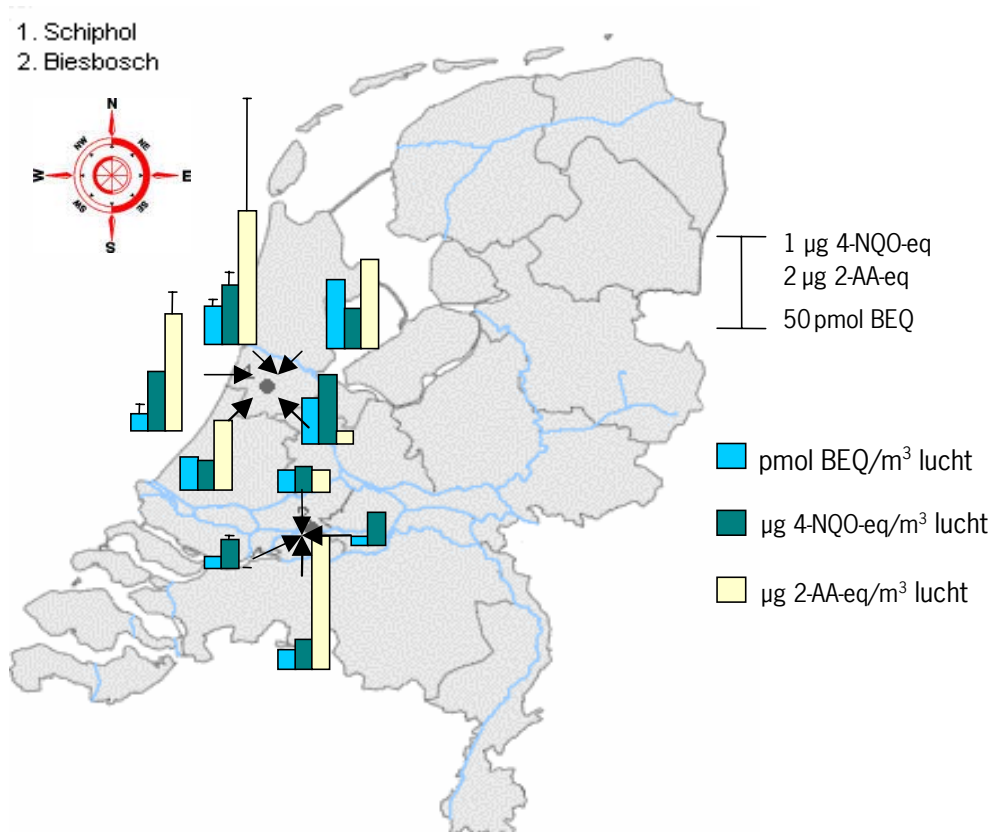 1. Schiphol
2. Biesbosch
N
NW
NE
W
E
SW
SE
S
1 µg 4-NQO-eq
2 µg 2-AA-eq
50 pmol BEQ
pmol BEQ/m³ lucht
µg 4-NQO-eq/m³ lucht
µg 2-AA-eq/m³ lucht